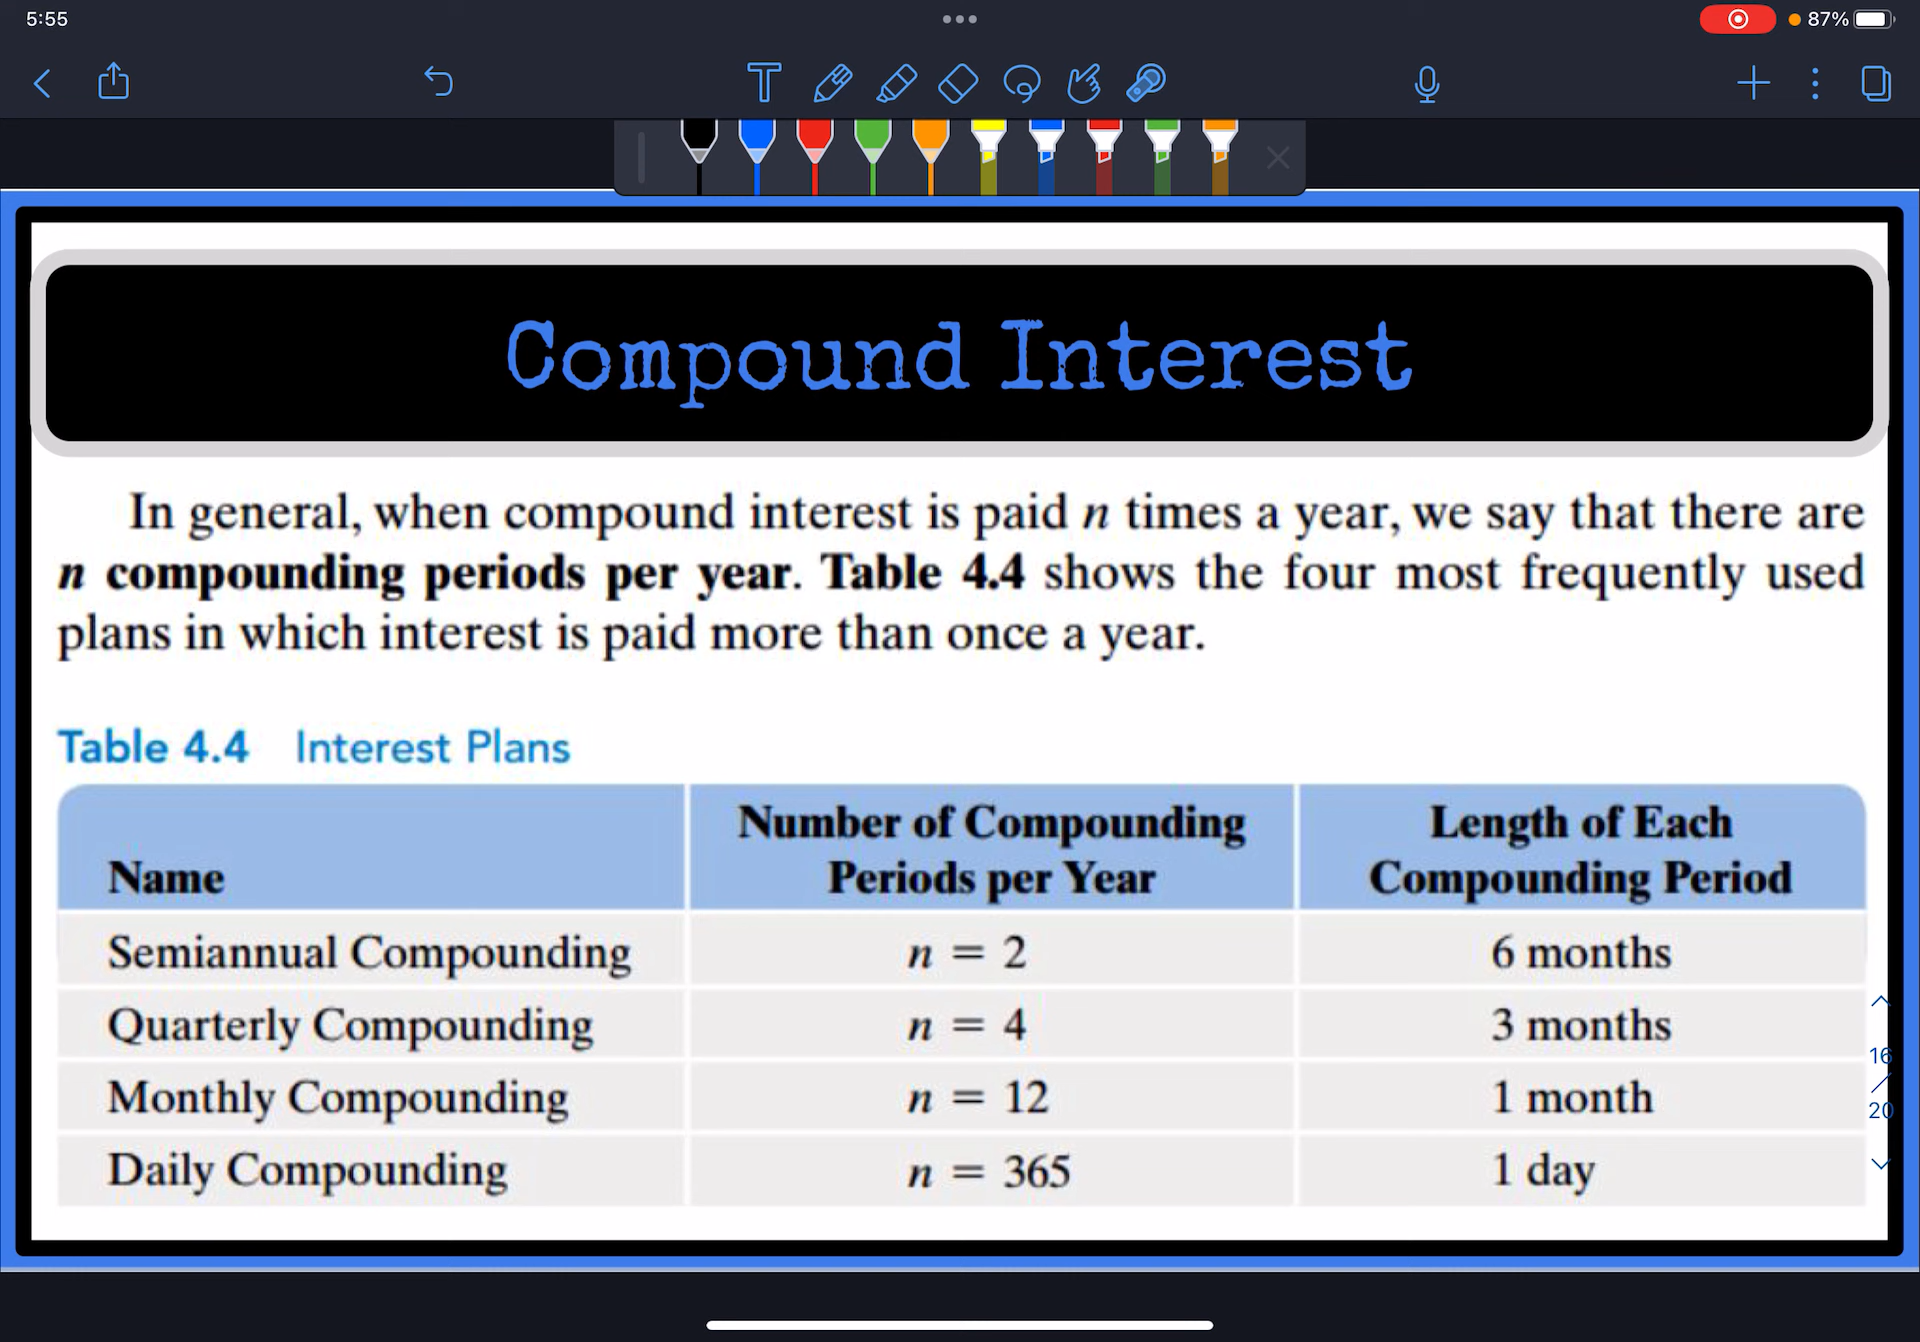 5:55
87%
Compound Interest
In general, when compound interest is paid n times a year, we say that there are
n compounding periods per year. Table 4.4 shows the four most frequently used
plans in which interest is paid more than once a year.
Table 4.4 Interest Plans
Name Number of Compounding Periods per Year Length of Each Compounding Period
Semiannual Compounding n = 2 6 months
Quarterly Compounding n = 4 3 months
Monthly Compounding n = 12 1 month
Daily Compounding n = 365 1 day
16
/
20